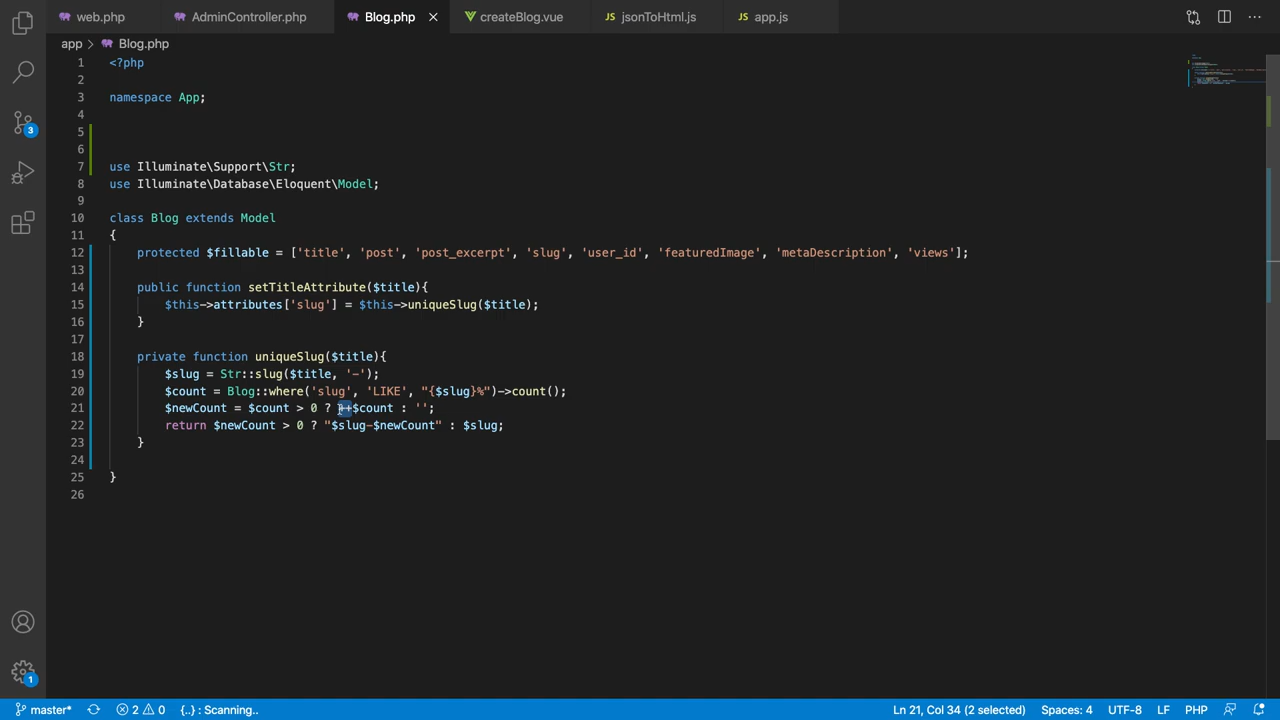 web.php AdminController.php Blog.php createBlog.vue JS jsonToHtml.js JS app.js
app > Blog.php
1 <?php
2
3 namespace App;
4
5
6
7 use Illuminate\Support\Str;
8 use Illuminate\Database\Eloquent\Model;
9
10 class Blog extends Model
11 {
12 protected $fillable = ['title', 'post', 'post_excerpt', 'slug', 'user_id', 'featuredImage', 'metaDescription', 'views'];
13
14 public function setTitleAttribute($title){
15 $this->attributes['slug'] = $this->uniqueSlug($title);
16 }
17
18 private function uniqueSlug($title){
19 $slug = Str::slug($title, '-');
20 $count = Blog::where('slug', 'LIKE', "{$slug}%")->count();
21 $newCount = $count > 0 ? ++$count : '';
22 return $newCount > 0 ? "$slug-$newCount" : $slug;
23 }
24
25 }
26
3
1
master* 2 0 {..} : Scanning.. Ln 21, Col 34 (2 selected) Spaces: 4 UTF-8 LF PHP